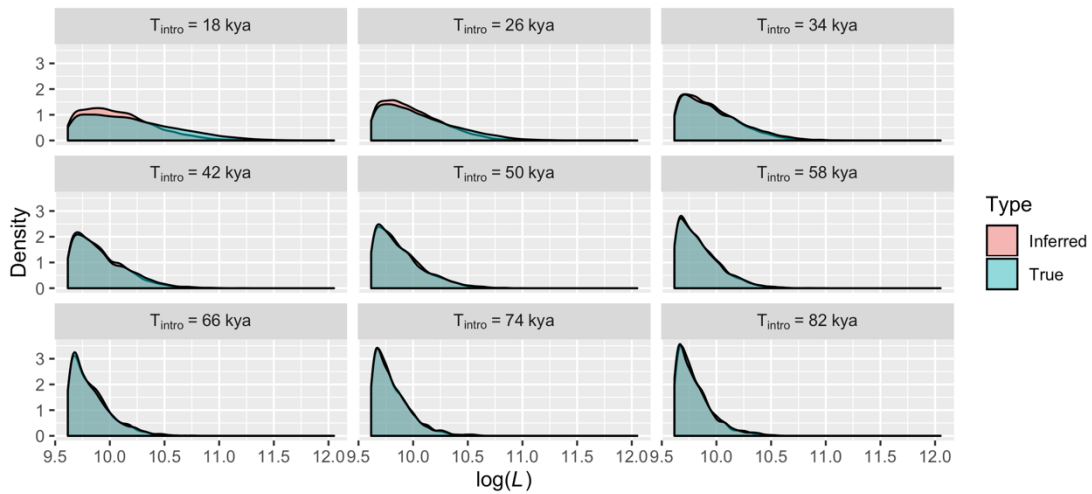 T_intro = 18 kya
T_intro = 26 kya
T_intro = 34 kya
3
2
1
0
T_intro = 42 kya
T_intro = 50 kya
T_intro = 58 kya
3
2
1
0
T_intro = 66 kya
T_intro = 74 kya
T_intro = 82 kya
3
2
1
0
9.5 10.0 10.5 11.0 11.5 12.0
9.5 10.0 10.5 11.0 11.5 12.0
9.5 10.0 10.5 11.0 11.5 12.0
log(L)
Density
Type
Inferred
True